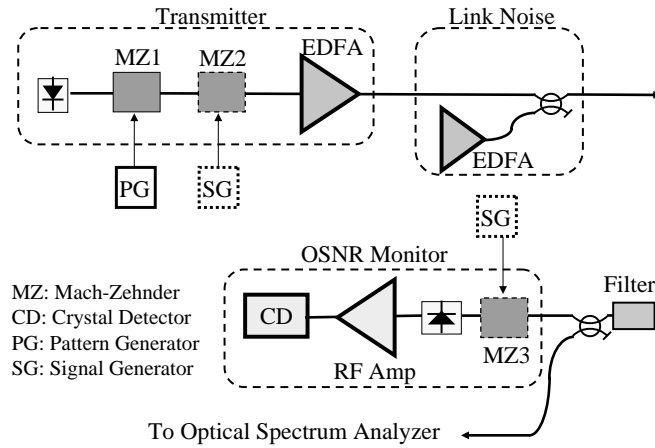 Transmitter
Link Noise
MZ1
MZ2
EDFA
EDFA
PG
SG
SG
OSNR Monitor
Filter
MZ: Mach-Zehnder
CD: Crystal Detector
PG: Pattern Generator
SG: Signal Generator
CD
RF Amp
MZ3
To Optical Spectrum Analyzer